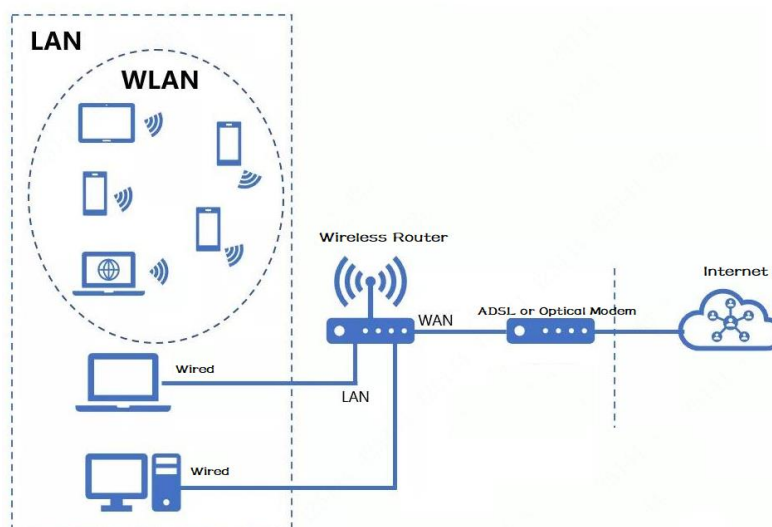 LAN
WLAN
Wireless Router
Internet
ADSL or Optical Modem
WAN
Wired
LAN
Wired